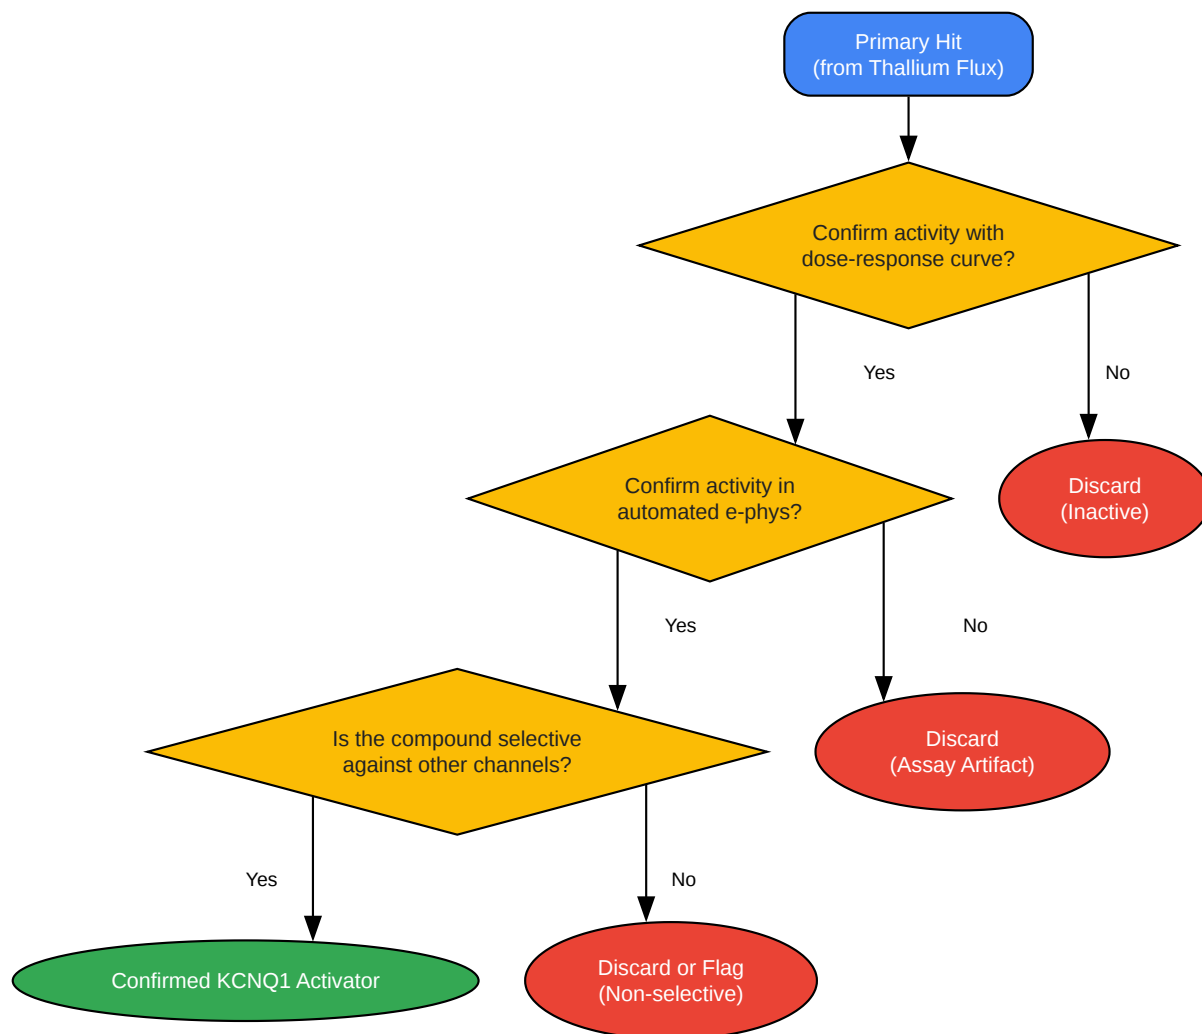 Primary Hit
(from Thallium Flux)
Confirm activity with
dose-response curve?
Yes
No
Confirm activity in
automated e-phys?
Discard
(Inactive)
Yes
No
Is the compound selective
against other channels?
Discard
(Assay Artifact)
Yes
No
Confirmed KCNQ1 Activator
Discard or Flag
(Non-selective)